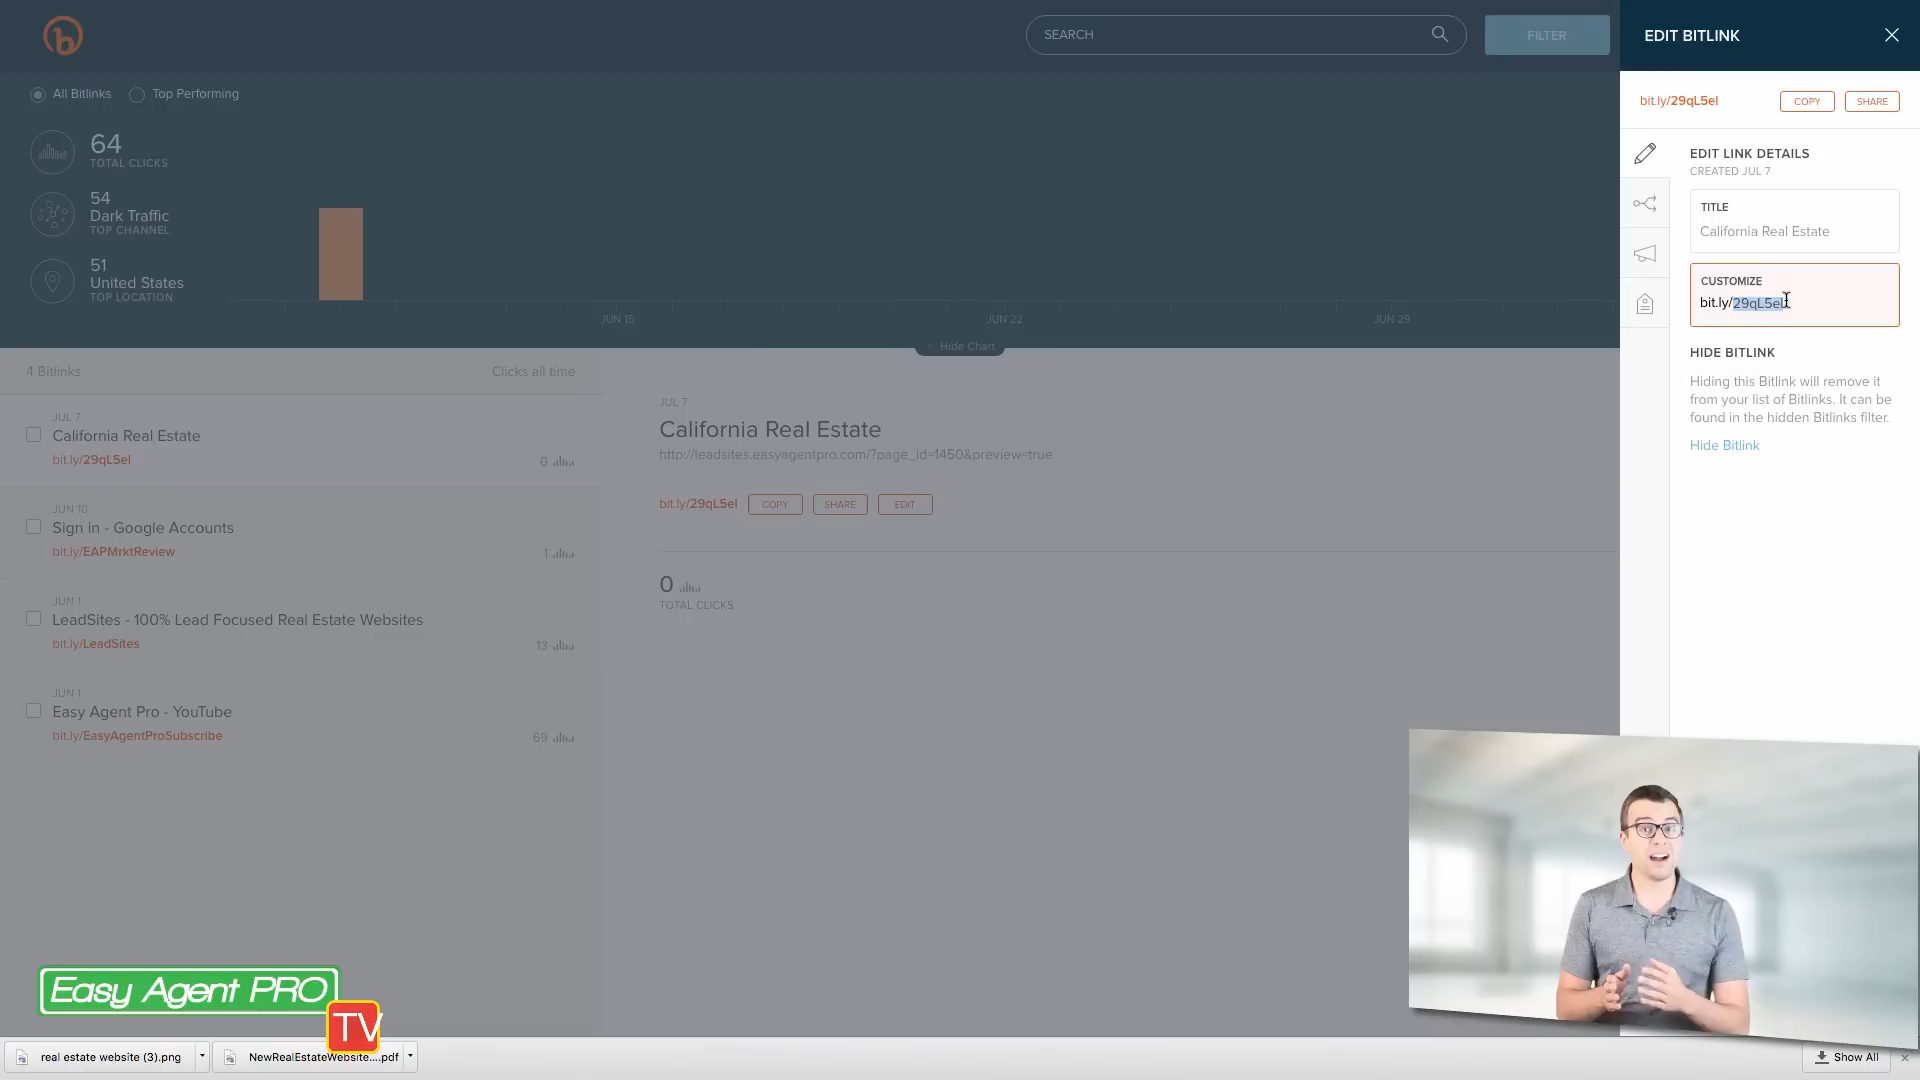 SEARCH
FILTER
EDIT BITLINK
All Bitlinks
Top Performing
64
TOTAL CLICKS
54
Dark Traffic
TOP CHANNEL
51
United States
TOP LOCATION
JUN 15
JUN 22
JUN 29
Hide Chart
4 Bitlinks
Clicks all time
JUL 7
California Real Estate
bit.ly/29qL5el
0
JUN 10
Sign in - Google Accounts
bit.ly/EAPMrktReview
1
JUN 1
LeadSites - 100% Lead Focused Real Estate Websites
bit.ly/LeadSites
13
JUN 1
Easy Agent Pro - YouTube
bit.ly/EasyAgentProSubscribe
69
JUL 7
California Real Estate
http://leadsites.easyagentpro.com/?page_id=1450&preview=true
bit.ly/29qL5el
COPY
SHARE
EDIT
0
TOTAL CLICKS
bit.ly/29qL5el
COPY
SHARE
EDIT LINK DETAILS
CREATED JUL 7
TITLE
California Real Estate
CUSTOMIZE
bit.ly/29qL5el
HIDE BITLINK
Hiding this Bitlink will remove it
from your list of Bitlinks. It can be
found in the hidden Bitlinks filter.
Hide Bitlink
Easy Agent PRO
TV
real estate website (3).png
NewRealEstateWebsite....pdf
Show All